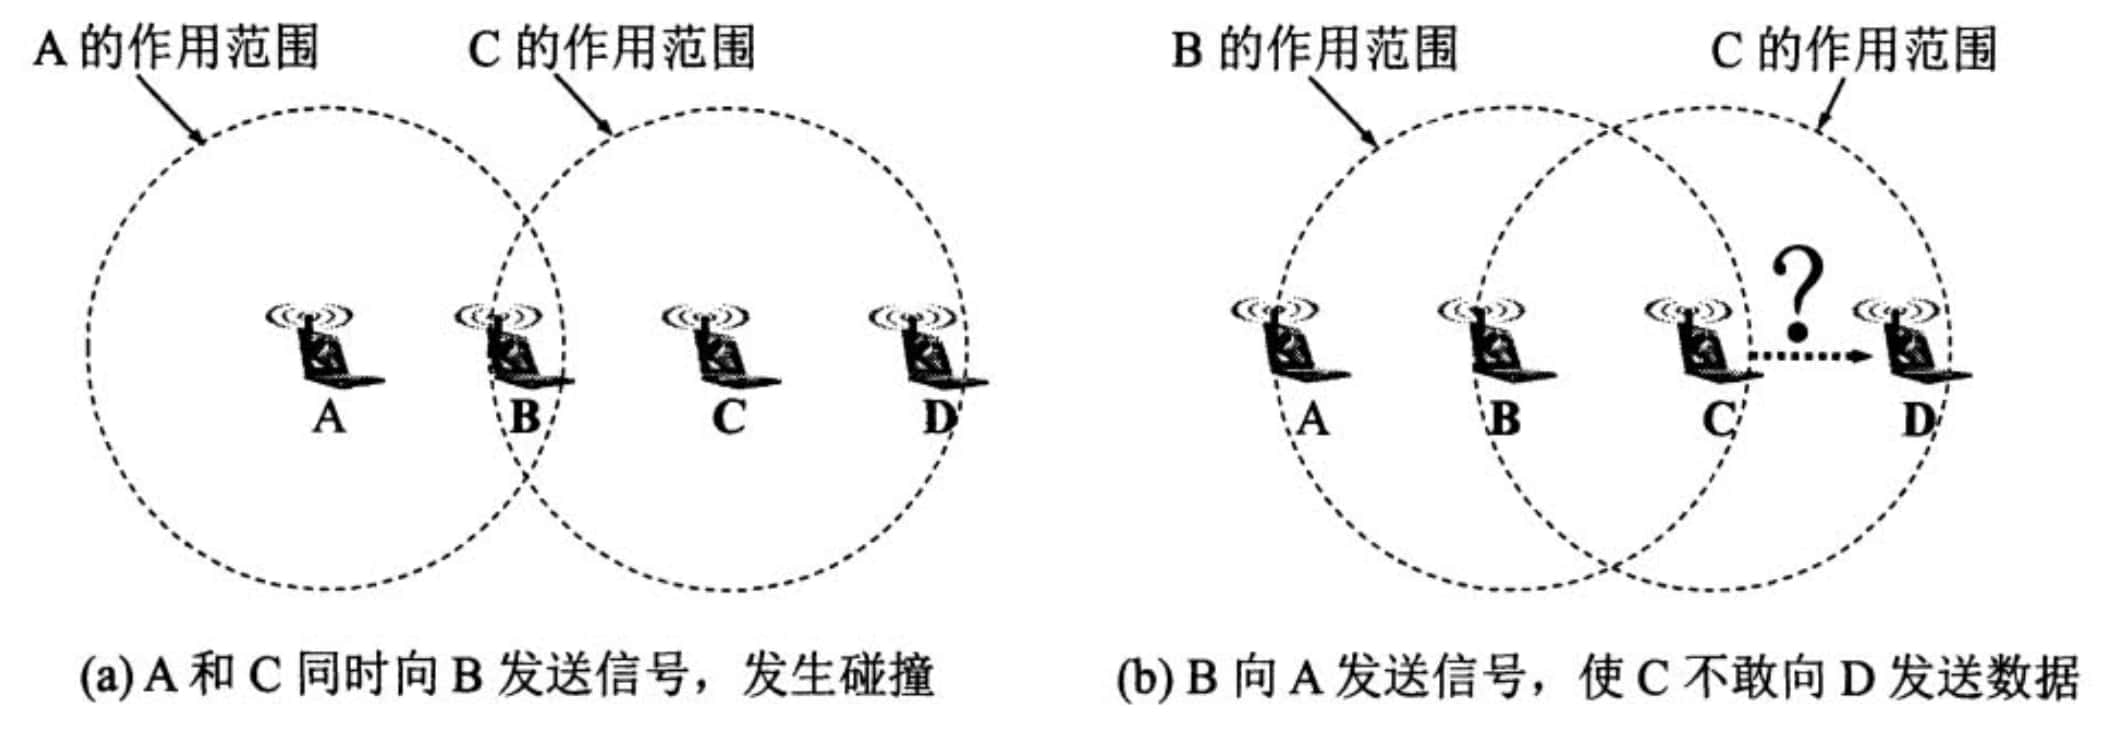 A 的作用范围 C 的作用范围 B 的作用范围 C 的作用范围
?
A B C D A B C D
(a) A 和 C 同时向 B 发送信号，发生碰撞 (b) B 向 A 发送信号，使 C 不敢向 D 发送数据